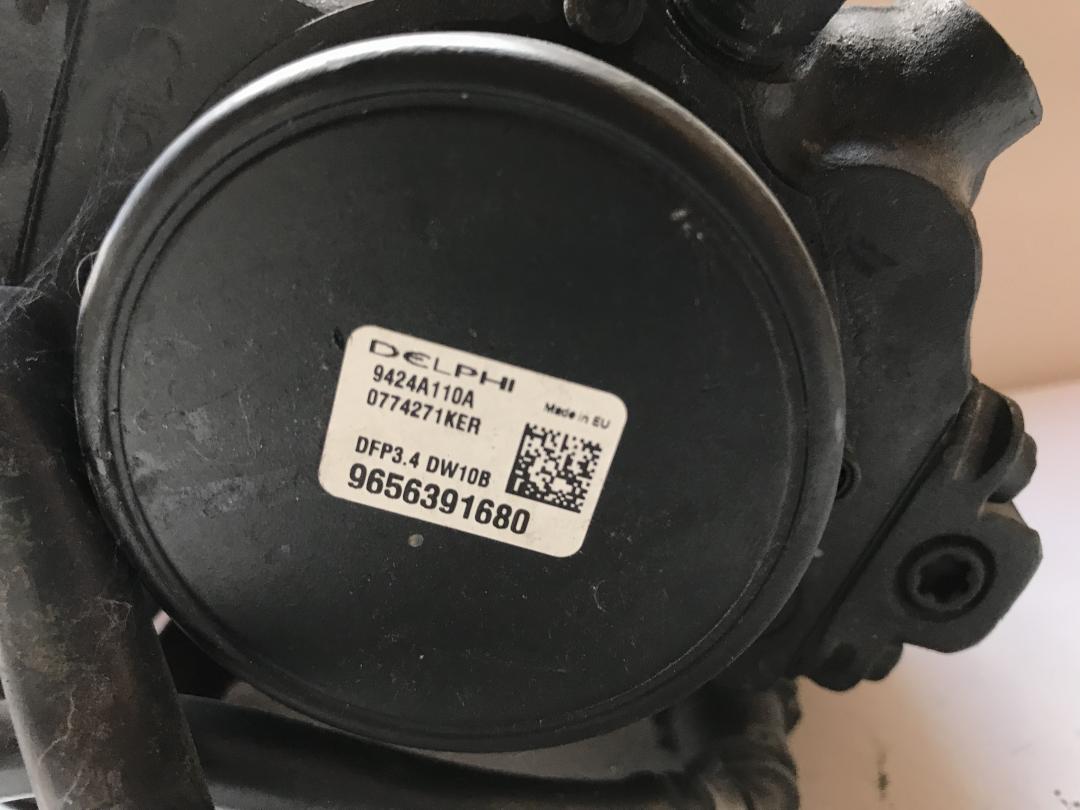 DELPHI
9424A110A
0774271KER
Made in EU
DFP3.4 DW10B
9656391680